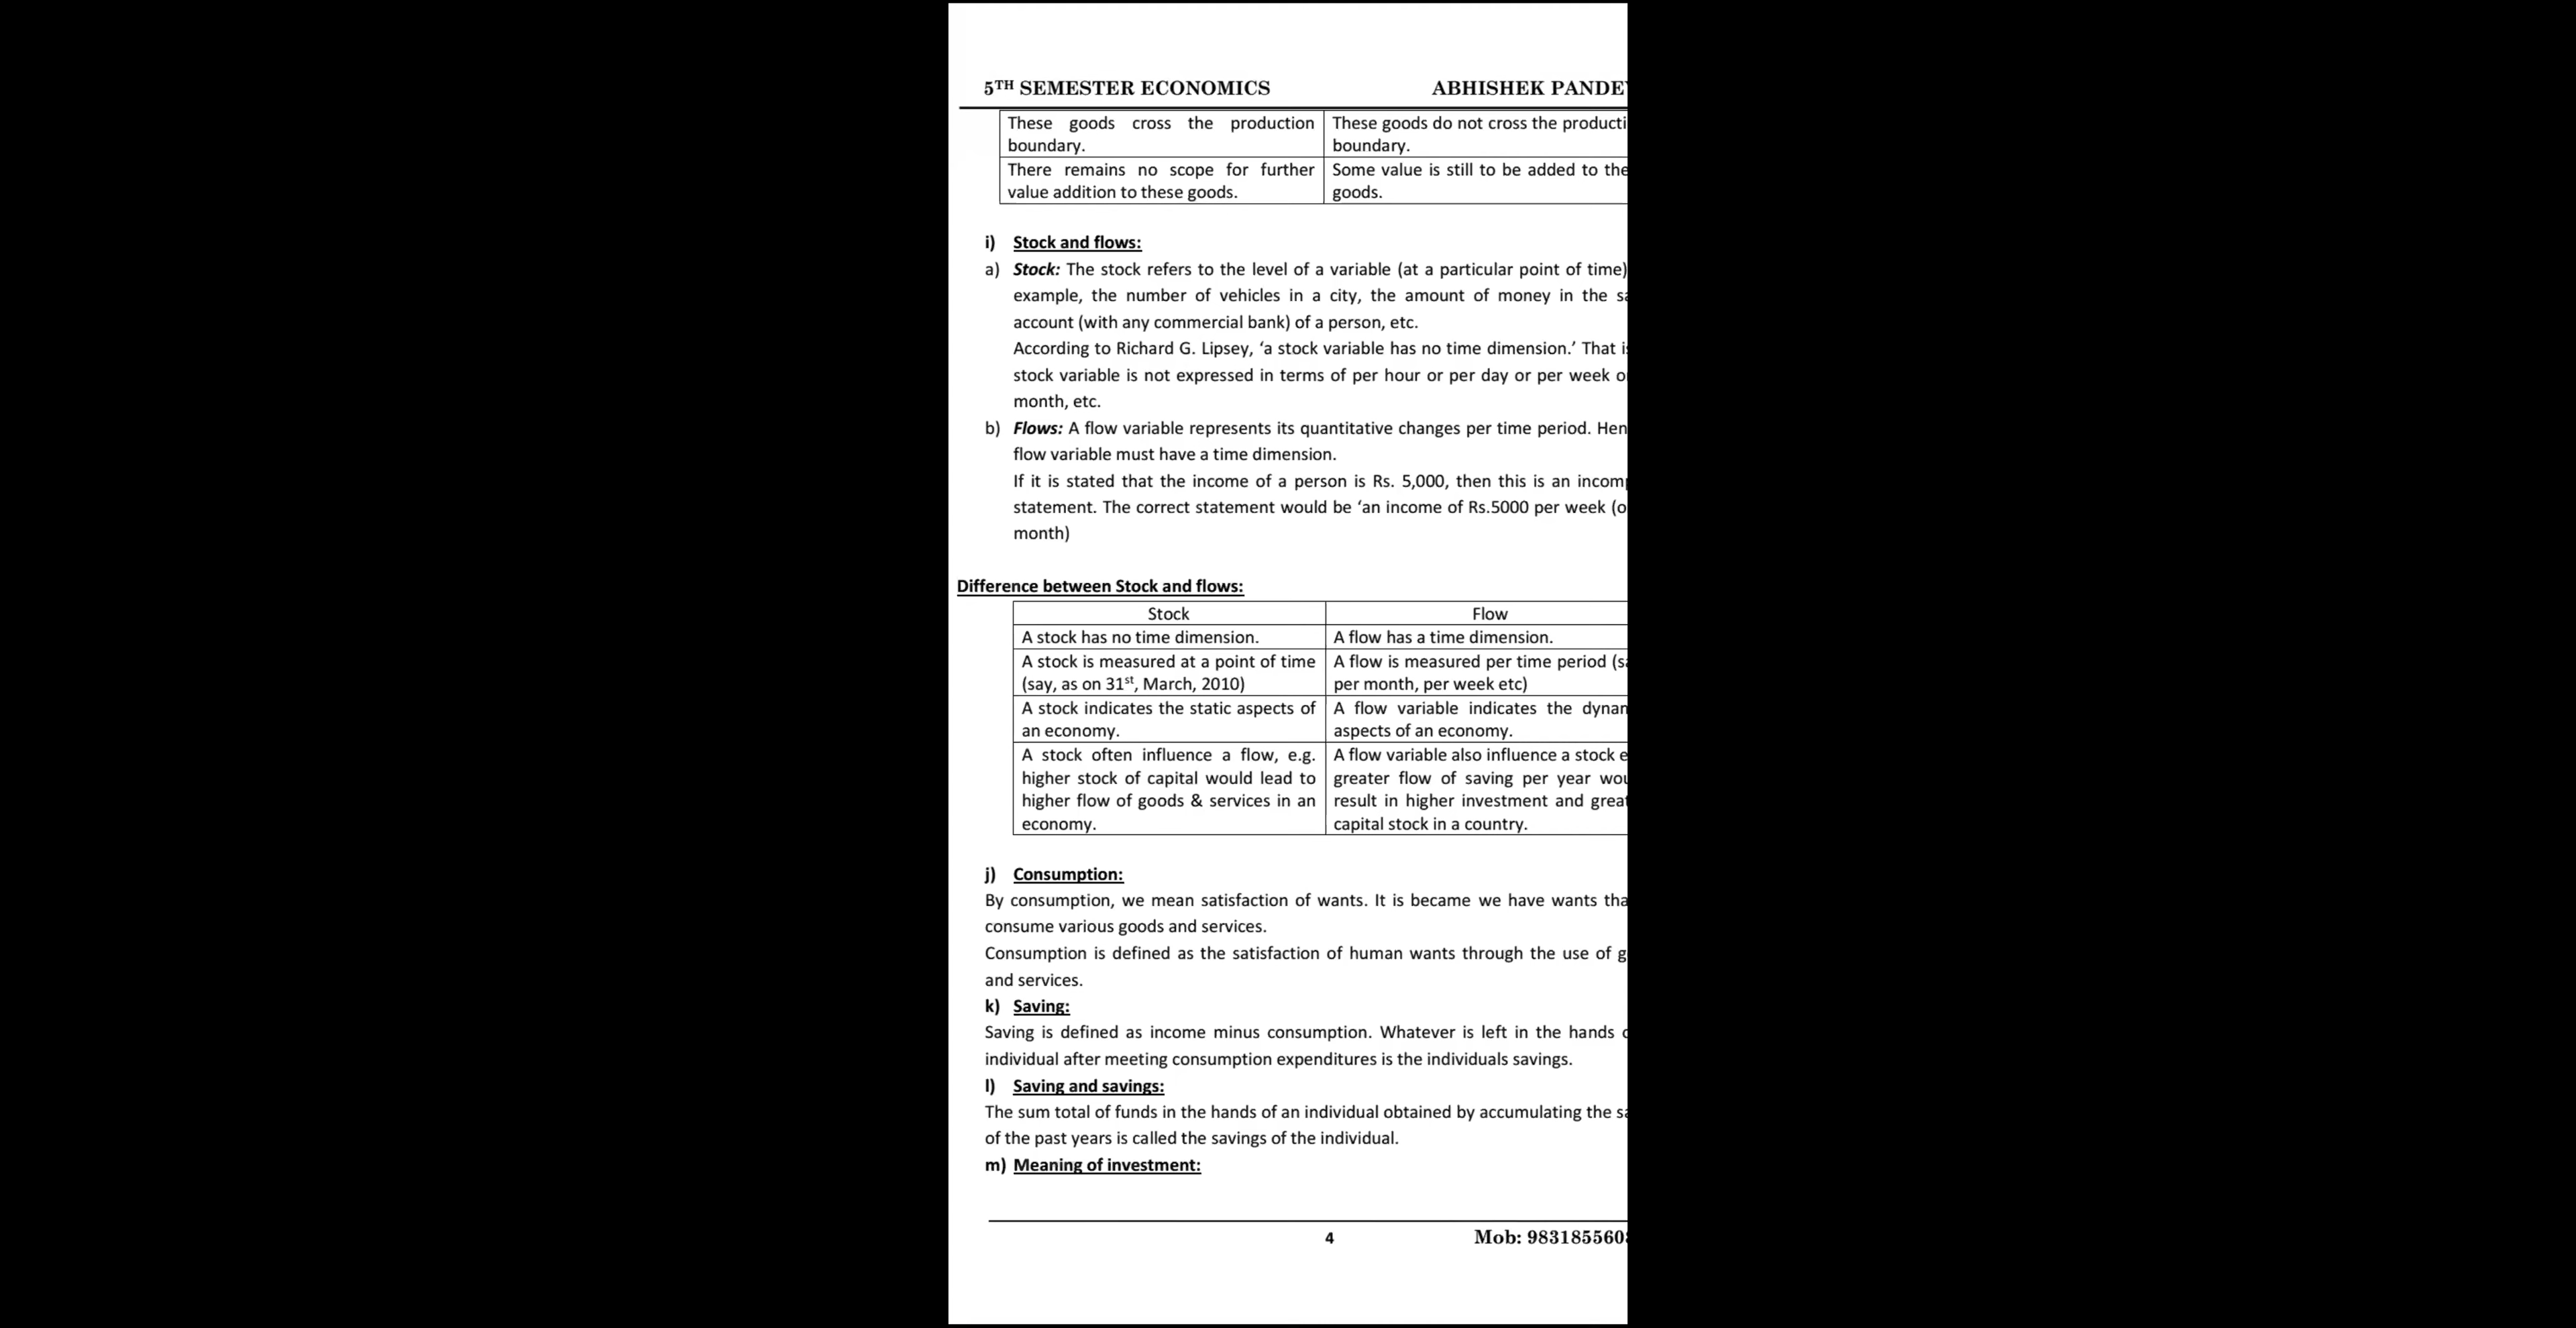 5TH SEMESTER ECONOMICS ABHISHEK PANDE
These goods cross the production These goods do not cross the producti
boundary. boundary.
There remains no scope for further Some value is still to be added to the
value addition to these goods. goods.
i) Stock and flows:
a) Stock: The stock refers to the level of a variable (at a particular point of time)
example, the number of vehicles in a city, the amount of money in the
account (with any commercial bank) of a person, etc.
According to Richard G. Lipsey, ‘a stock variable has no time dimension.’ That
stock variable is not expressed in terms of per hour or per day or per week
month, etc.
b) Flows: A flow variable represents its quantitative changes per time period. Hen
flow variable must have a time dimension.
If it is stated that the income of a person is Rs. 5,000, then this is an incom
statement. The correct statement would be ‘an income of Rs.5000 per week (o
month)
Difference between Stock and flows:
Stock Flow
A stock has no time dimension. A flow has a time dimension.
A stock is measured at a point of time A flow is measured per time period (s
(say, as on 31st, March, 2010) per month, per week etc)
A stock indicates the static aspects of A flow variable indicates the dynan
an economy. aspects of an economy.
A stock often influence a flow, e.g. A flow variable also influence a stock e
higher stock of capital would lead to greater flow of saving per year wou
higher flow of goods & services in an result in higher investment and grea
economy. capital stock in a country.
j) Consumption:
By consumption, we mean satisfaction of wants. It is became we have wants tha
consume various goods and services.
Consumption is defined as the satisfaction of human wants through the use of g
and services.
k) Saving:
Saving is defined as income minus consumption. Whatever is left in the hands
individual after meeting consumption expenditures is the individuals savings.
l) Saving and savings:
The sum total of funds in the hands of an individual obtained by accumulating the
of the past years is called the savings of the individual.
m) Meaning of investment:
4 Mob: 983185560